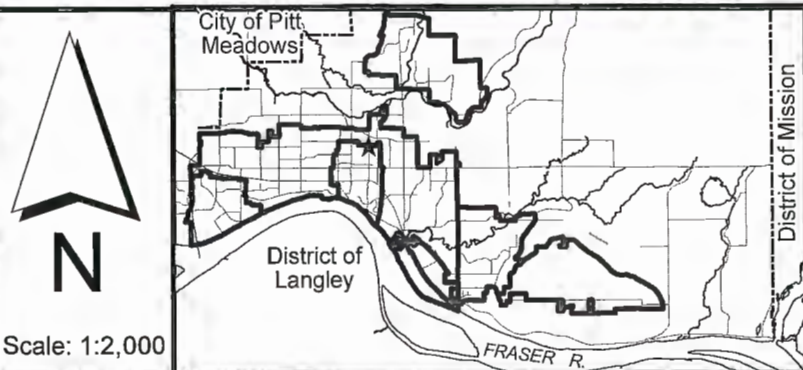 City of Pitt
Meadows
District of Mission
District of
Langley
N
Scale: 1:2,000
FRASER R.